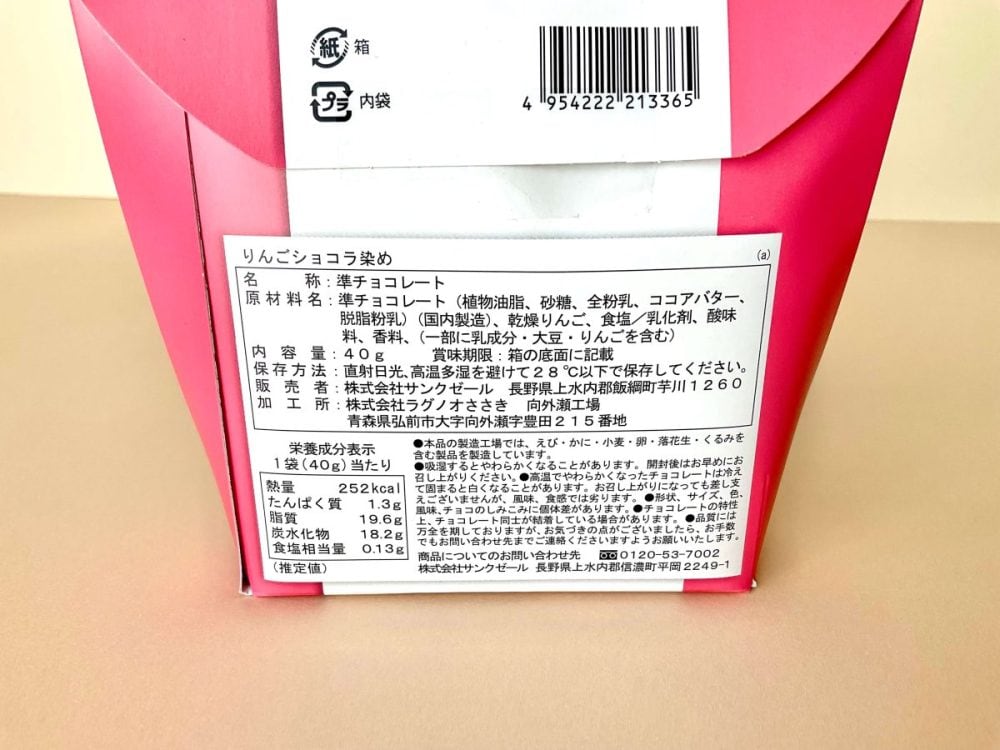 紙 箱
プラ 内袋
4 954222 213365
りんごショコラ染め (a)
名称:準チョコレート
原材料名:準チョコレート(植物油脂、砂糖、全粉乳、ココアバター、
脱脂粉乳)(国内製造)、乾燥りんご、食塩/乳化剤、酸味
料、香料、(一部に乳成分・大豆・りんごを含む)
内容量:40g 賞味期限:箱の底面に記載
保存方法:直射日光、高温多湿を避けて28℃以下で保存してください。
販売者:株式会社サンクゼール 長野県上水内郡飯綱町芋川1260
加工所:株式会社ラグノオささき 向外瀬工場
青森県弘前市大字向外瀬字豊田215番地
栄養成分表示
1袋(40g)当たり
熱量 252kcal
たんぱく質 1.3g
脂質 19.6g
炭水化物 18.2g
食塩相当量 0.13g
(推定値)
●本品の製造工場では、えび・かに・小麦・卵・落花生・くるみを
含む製品を製造しています。
●吸湿するとやわらかくなることがあります。開封後はお早めにお
召し上がりください。●高温でやわらかくなったチョコレートは冷え
て固まると白くなることがあります。お召し上がりになっても差し支
えございませんが、風味、食感では劣ります。●形状、サイズ、色、
風味、チョコのしみこみに個体差があります。●チョコレートの特性
上、チョコレート同士が結着している場合があります。●品質には
万全を期しておりますが、お気づきの点がございましたら、お手数
でもお問い合わせ先までご連絡くださいますようお願いいたします。
商品についてのお問い合わせ先 0120-53-7002
株式会社サンクゼール 長野県上水内郡信濃町平岡2249-1